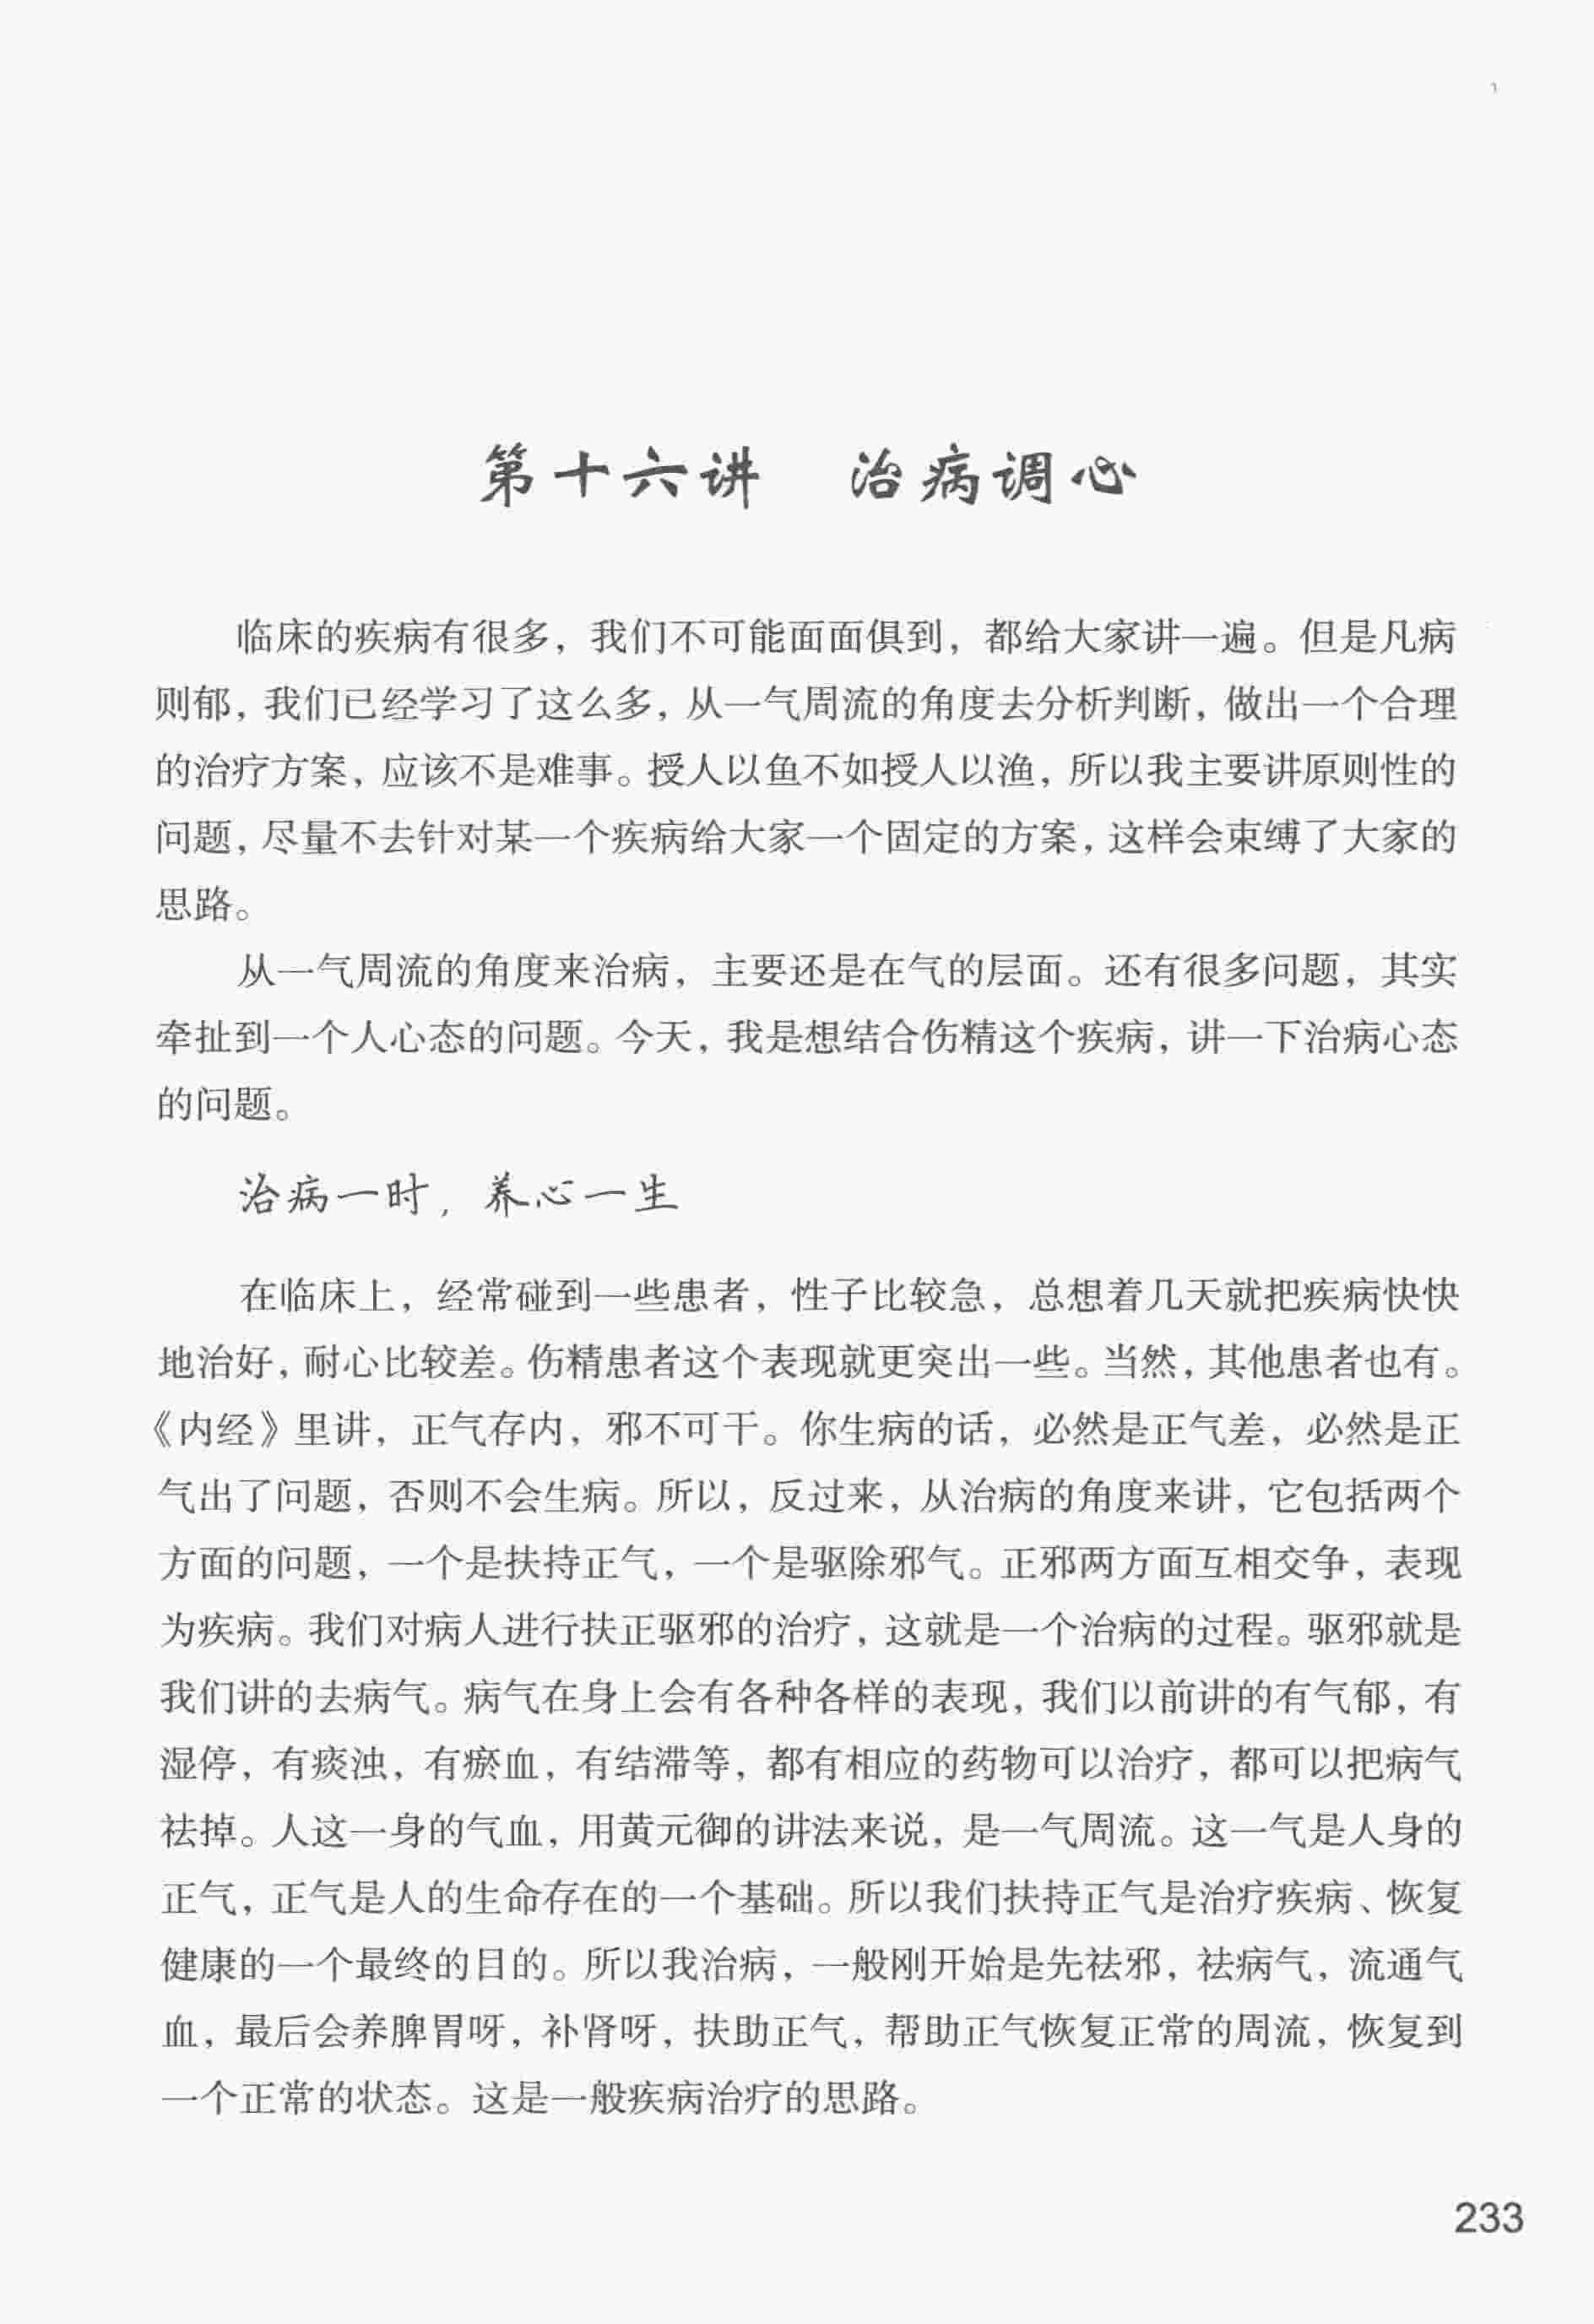 第十六讲　治病调心
临床的疾病有很多，我们不可能面面俱到，都给大家讲一遍。但是凡病
则郁，我们已经学习了这么多，从一气周流的角度去分析判断，做出一个合理
的治疗方案，应该不是难事。授人以鱼不如授人以渔，所以我主要讲原则性的
问题，尽量不去针对某一个疾病给大家一个固定的方案，这样会束缚了大家的
思路。
从一气周流的角度来治病，主要还是在气的层面。还有很多问题，其实
牵扯到一个人心态的问题。今天，我是想结合伤精这个疾病，讲一下治病心态
的问题。
治病一时，养心一生
在临床上，经常碰到一些患者，性子比较急，总想着几天就把疾病快快
地治好，耐心比较差。伤精患者这个表现就更突出一些。当然，其他患者也有。
《内经》里讲，正气存内，邪不可干。你生病的话，必然是正气差，必然是正
气出了问题，否则不会生病。所以，反过来，从治病的角度来讲，它包括两个
方面的问题，一个是扶持正气，一个是驱除邪气。正邪两方面互相交争，表现
为疾病。我们对病人进行扶正驱邪的治疗，这就是一个治病的过程。驱邪就是
我们讲的去病气。病气在身上会有各种各样的表现，我们以前讲的有气郁，有
湿停，有痰浊，有瘀血，有结滞等，都有相应的药物可以治疗，都可以把病气
祛掉。人这一身的气血，用黄元御的讲法来说，是一气周流。这一气是人身的
正气，正气是人的生命存在的一个基础。所以我们扶持正气是治疗疾病、恢复
健康的一个最终的目的。所以我治病，一般刚开始是先祛邪，祛病气，流通气
血，最后会养脾胃呀，补肾呀，扶助正气，帮助正气恢复正常的周流，恢复到
一个正常的状态。这是一般疾病治疗的思路。
233